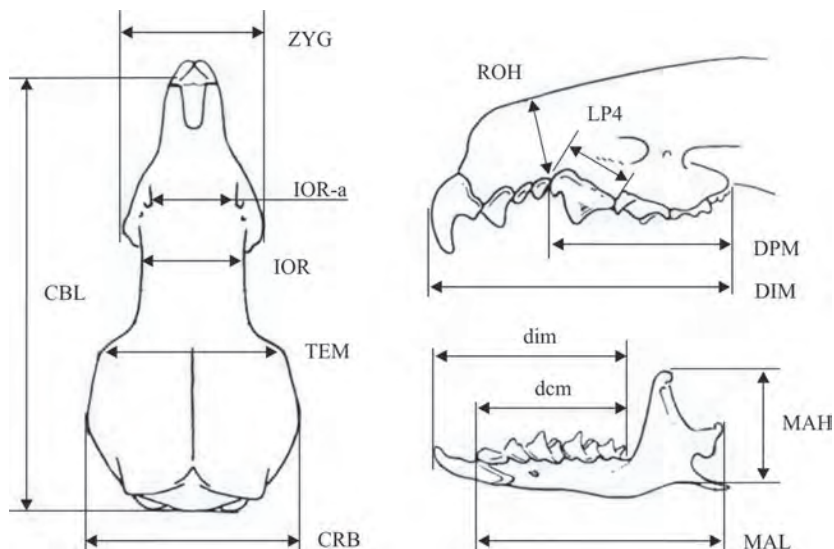 ZYG
IOR-a
IOR
CBL
TEM
CRB
ROH
LP4
DPM
DIM
dim
dcm
MAH
MAL